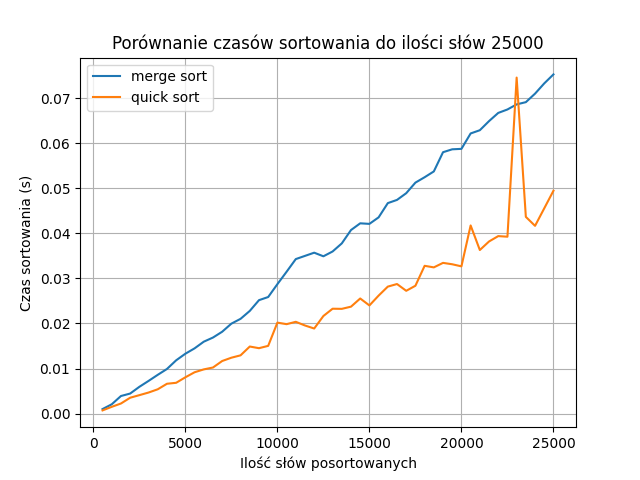 Porównanie czasów sortowania do ilości słów 25000
merge sort
quick sort
0.07
0.06
0.05
0.04
0.03
0.02
0.01
0.00
Czas sortowania (s)
0 5000 10000 15000 20000 25000
Ilość słów posortowanych